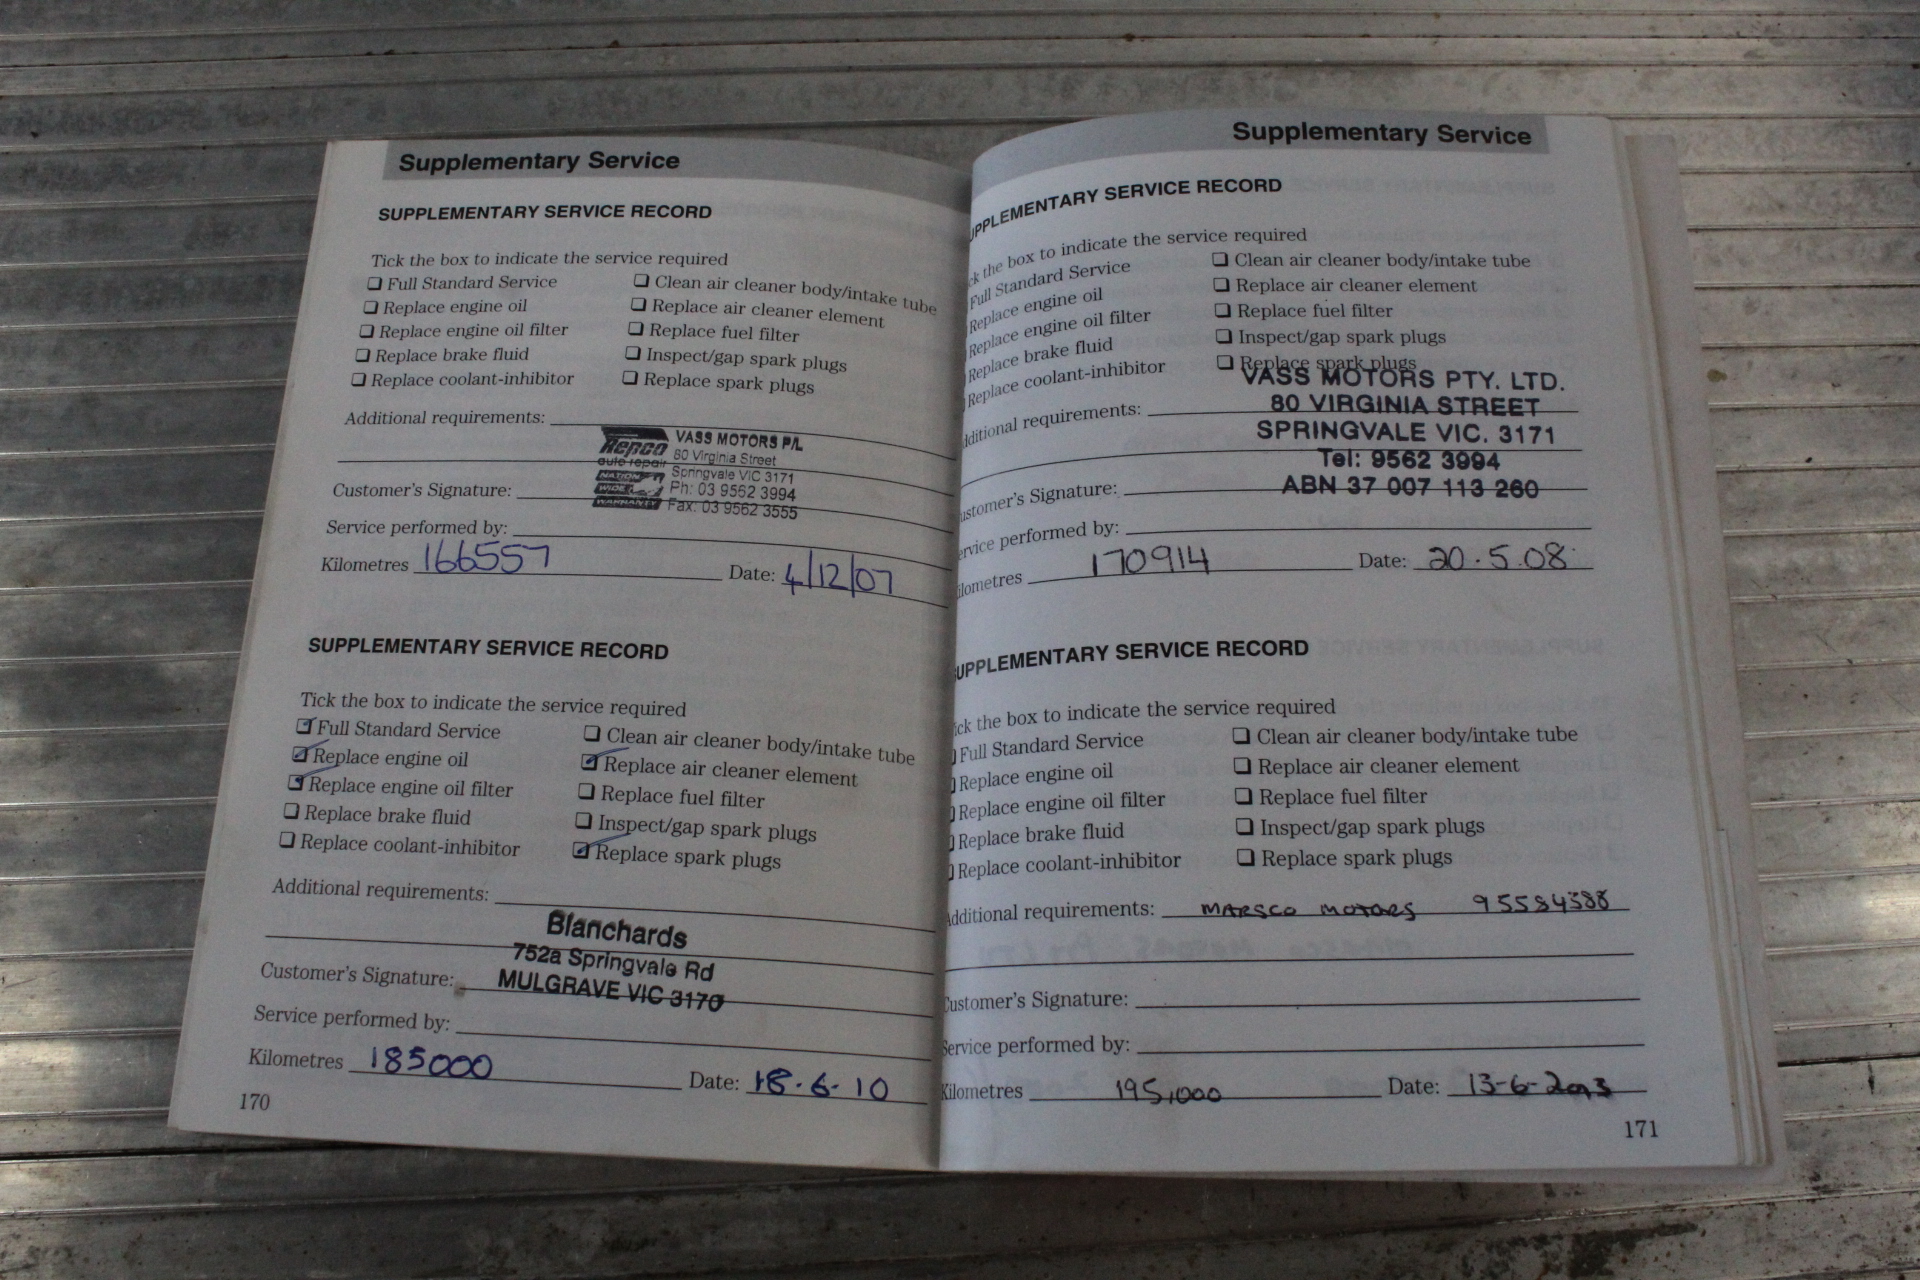 Supplementary Service
SUPPLEMENTARY SERVICE RECORD
Tick the box to indicate the service required
Full Standard Service
Replace engine oil
Replace engine oil filter
Replace brake fluid
Replace coolant-inhibitor
Clean air cleaner body/intake tube
Replace air cleaner element
Replace fuel filter
Inspect/gap spark plugs
Replace spark plugs
Additional requirements:
Repco
auto repair
NATION
WIDE
WARRANTY
VASS MOTORS P/L
80 Virginia Street
Springvale VIC 3171
Ph: 03 9562 3994
Fax: 03 9562 3555
Customer's Signature:
Service performed by:
Kilometres 166557 Date: 4/12/07
SUPPLEMENTARY SERVICE RECORD
Tick the box to indicate the service required
Full Standard Service
Replace engine oil
Replace engine oil filter
Replace brake fluid
Replace coolant-inhibitor
Clean air cleaner body/intake tube
Replace air cleaner element
Replace fuel filter
Inspect/gap spark plugs
Replace spark plugs
Additional requirements:
Blanchards
752a Springvale Rd
MULGRAVE VIC 3170
Customer's Signature:
Service performed by:
Kilometres 185000 Date: 18.6.10
170
Supplementary Service
UPPLEMENTARY SERVICE RECORD
ck the box to indicate the service required
Full Standard Service
Replace engine oil
Replace engine oil filter
Replace brake fluid
Replace coolant-inhibitor
Clean air cleaner body/intake tube
Replace air cleaner element
Replace fuel filter
Inspect/gap spark plugs
Replace spark plugs
dditional requirements:
VASS MOTORS PTY. LTD.
80 VIRGINIA STREET
SPRINGVALE VIC. 3171
Tel: 9562 3994
ABN 37 007 113 260
ustomer's Signature:
ervice performed by:
ilometres 170914 Date: 20.5.08
UPPLEMENTARY SERVICE RECORD
ick the box to indicate the service required
Full Standard Service
Replace engine oil
Replace engine oil filter
Replace brake fluid
Replace coolant-inhibitor
Clean air cleaner body/intake tube
Replace air cleaner element
Replace fuel filter
Inspect/gap spark plugs
Replace spark plugs
dditional requirements: MARSCO MOTORS 95584388
Customer's Signature:
Service performed by:
Kilometres 195,000 Date: 13-6-2013
171